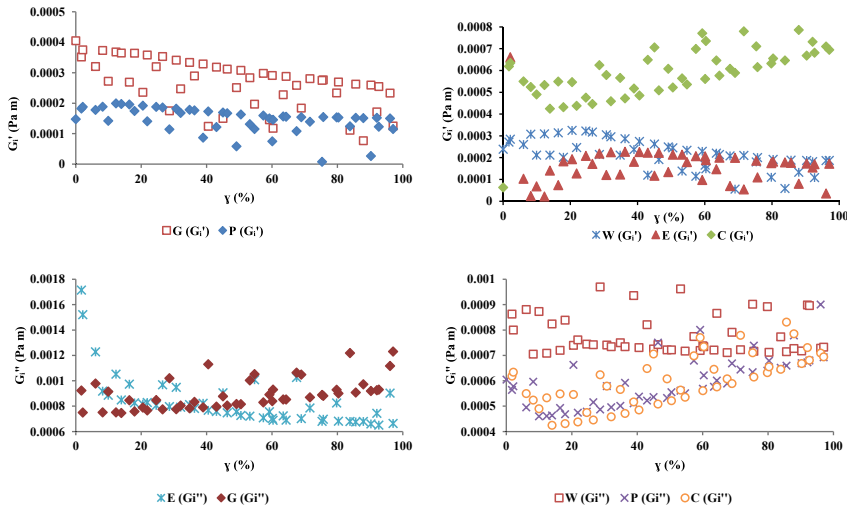 0.0005
0.0004
0.0003
0.0002
0.0001
0
Gᵢ' (Pa m)
0 20 40 60 80 100
ɣ (%)
G (Gᵢ') P (Gᵢ')
0.0008
0.0007
0.0006
0.0005
0.0004
0.0003
0.0002
0.0001
0
Gᵢ' (Pa m)
0 20 40 60 80 100
ɣ (%)
W (Gᵢ') E (Gᵢ') C (Gᵢ')
0.0018
0.0016
0.0014
0.0012
0.001
0.0008
0.0006
Gᵢ'' (Pa m)
0 20 40 60 80 100
ɣ (%)
E (Gi'') G (Gi'')
0.001
0.0009
0.0008
0.0007
0.0006
0.0005
0.0004
Gᵢ'' (Pa m)
0 20 40 60 80 100
ɣ (%)
W (Gi'') P (Gi'') C (Gi'')